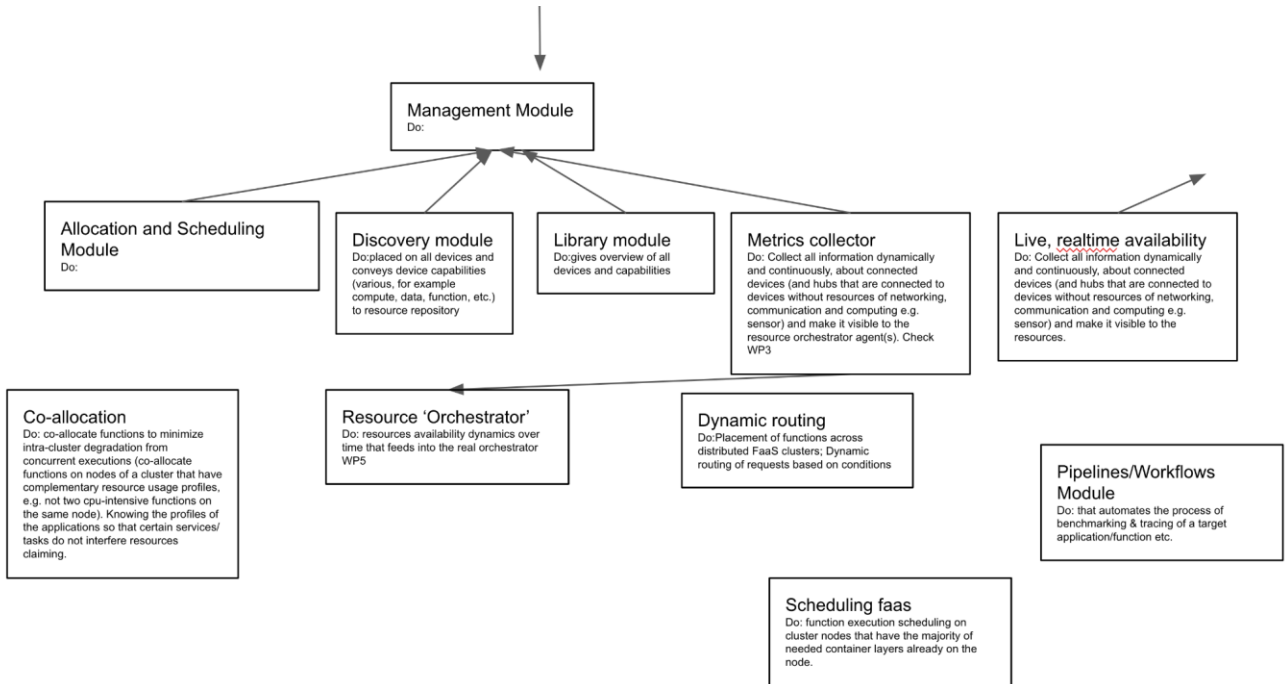 Management Module
Do:
Allocation and Scheduling
Module
Do:
Discovery module
Do:placed on all devices and
conveys device capabilities
(various, for example
compute, data, function, etc.)
to resource repository
Library module
Do:gives overview of all
devices and capabilities
Metrics collector
Do: Collect all information dynamically
and continuously, about connected
devices (and hubs that are connected to
devices without resources of networking,
communication and computing e.g.
sensor) and make it visible to the
resource orchestrator agent(s). Check
WP3
Live, realtime availability
Do: Collect all information dynamically
and continuously, about connected
devices (and hubs that are connected to
devices without resources of networking,
communication and computing e.g.
sensor) and make it visible to the
resources.
Co-allocation
Do: co-allocate functions to minimize
intra-cluster degradation from
concurrent executions (co-allocate
functions on nodes of a cluster that have
complementary resource usage profiles,
e.g. not two cpu-intensive functions on
the same node). Knowing the profiles
of the applications so that certain services/
tasks do not interfere resources
claiming.
Resource ‘Orchestrator’
Do: resources availability dynamics over
time that feeds into the real orchestrator
WP5
Dynamic routing
Do:Placement of functions across
distributed FaaS clusters; Dynamic
routing of requests based on conditions
Pipelines/Workflows
Module
Do: that automates the process of
benchmarking & tracing of a target
application/function etc.
Scheduling faas
Do: function execution scheduling on
cluster nodes that have the majority of
needed container layers already on the
node.